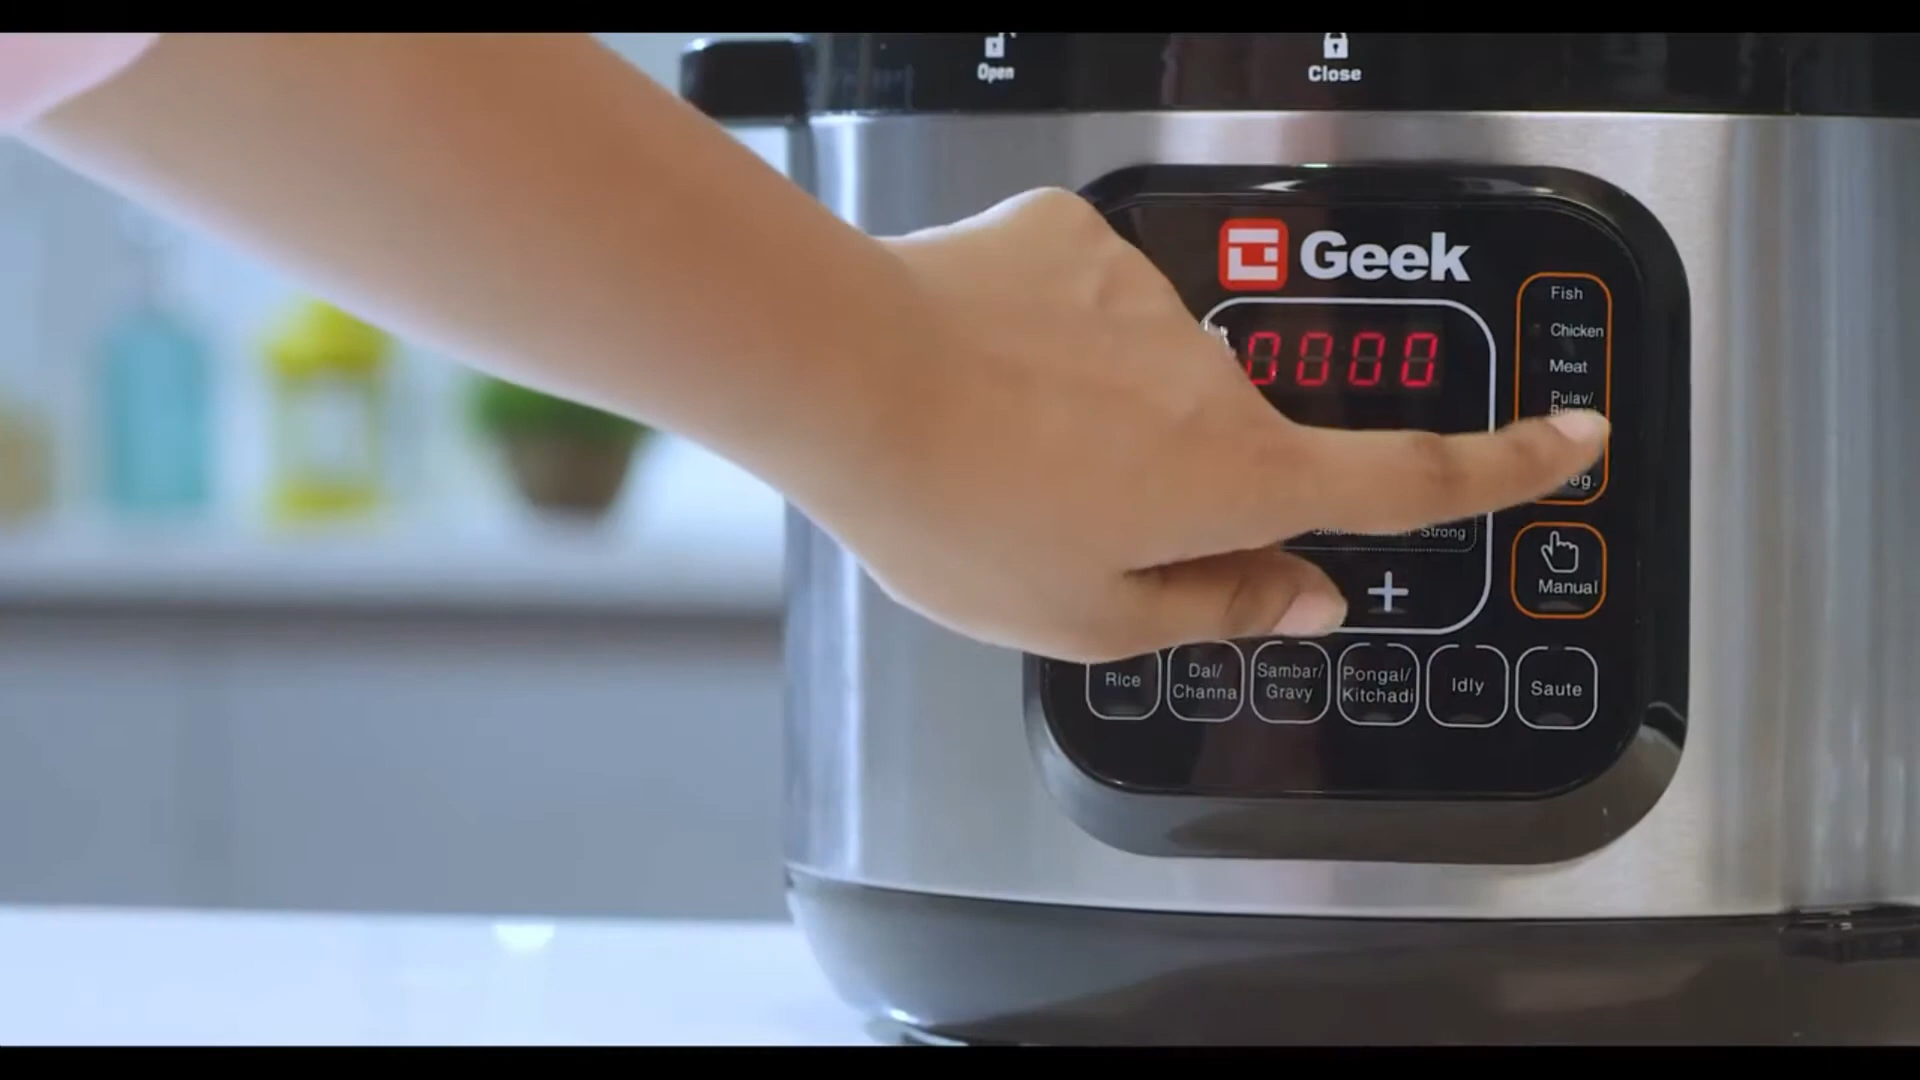 Open
Close
Geek
0000
Fish
Chicken
Meat
Pulav/
Strong
+
Manual
Rice
Dal/
Channa
Sambar/
Gravy
Pongal/
Kitchadi
Idly
Saute